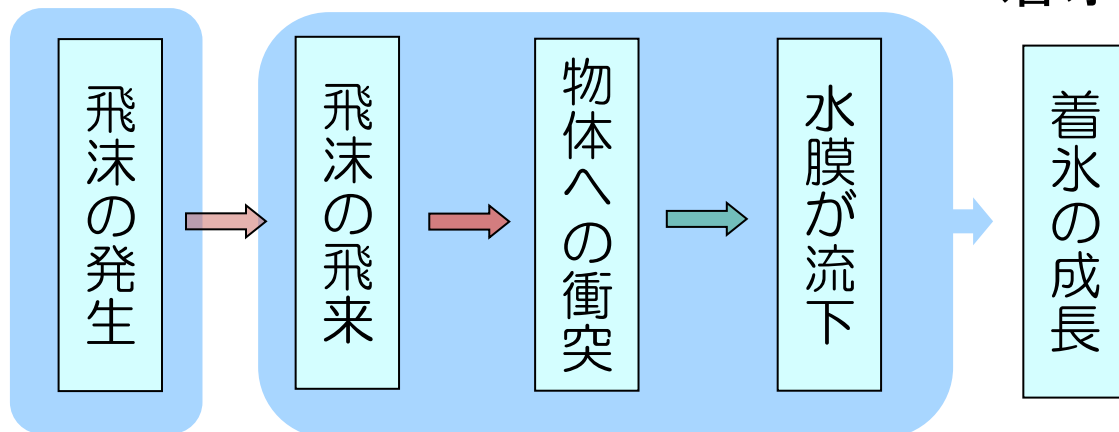 飛沫の発生
飛沫の飛来
物体への衝突
水膜が流下
着氷の成長